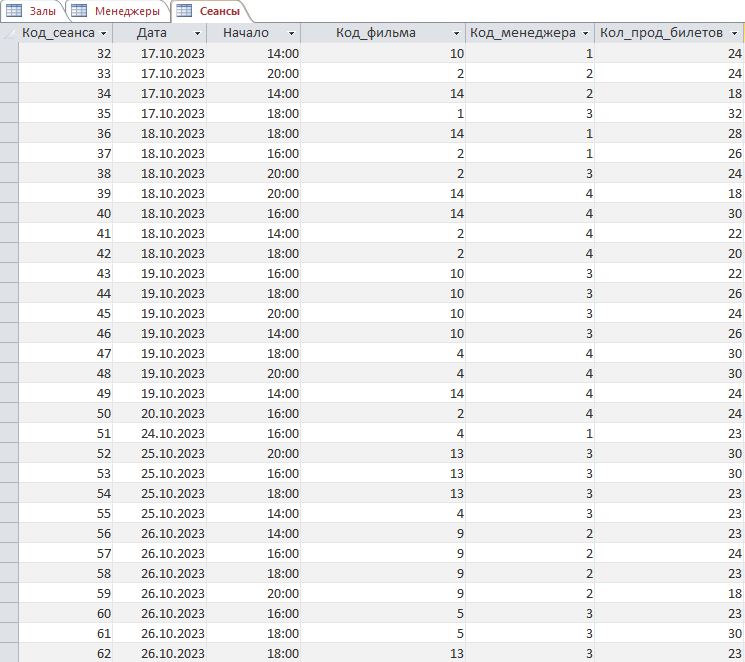 Залы Менеджеры Сеансы
Код_сеанса Дата Начало Код_фильма Код_менеджера Кол_прод_билетов
32 17.10.2023 14:00 10 1 24
33 17.10.2023 20:00 2 2 24
34 17.10.2023 14:00 14 2 18
35 17.10.2023 18:00 1 3 32
36 18.10.2023 18:00 14 1 28
37 18.10.2023 16:00 2 1 26
38 18.10.2023 20:00 2 3 24
39 18.10.2023 20:00 14 4 18
40 18.10.2023 16:00 14 4 30
41 18.10.2023 14:00 2 4 22
42 18.10.2023 18:00 2 4 20
43 19.10.2023 16:00 10 3 22
44 19.10.2023 18:00 10 3 26
45 19.10.2023 20:00 10 3 24
46 19.10.2023 14:00 10 3 26
47 19.10.2023 18:00 4 4 30
48 19.10.2023 20:00 4 4 30
49 19.10.2023 14:00 14 4 24
50 20.10.2023 16:00 2 4 24
51 24.10.2023 16:00 4 1 23
52 25.10.2023 20:00 13 3 30
53 25.10.2023 16:00 13 3 30
54 25.10.2023 18:00 13 3 23
55 25.10.2023 14:00 4 3 23
56 26.10.2023 14:00 9 2 23
57 26.10.2023 16:00 9 2 24
58 26.10.2023 18:00 9 2 23
59 26.10.2023 20:00 9 2 18
60 26.10.2023 16:00 5 3 23
61 26.10.2023 18:00 5 3 30
62 26.10.2023 18:00 13 3 23